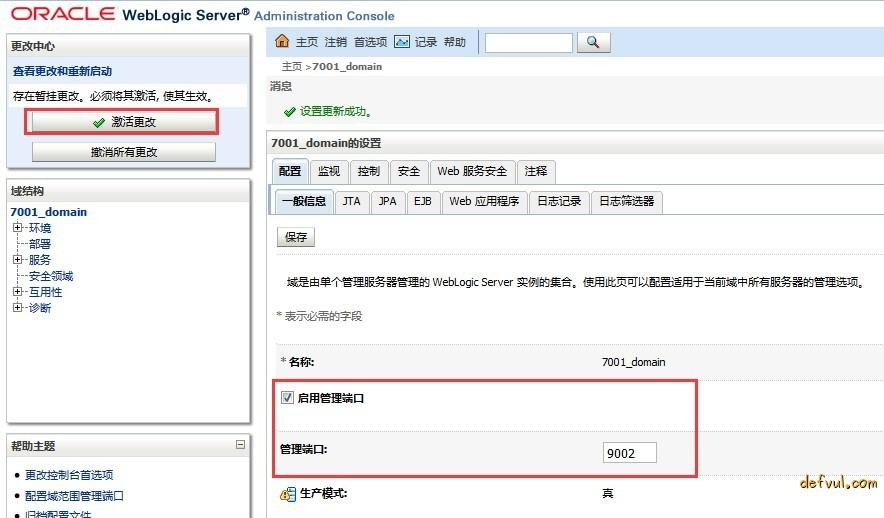 ORACLE WebLogic Server® Administration Console
更改中心
查看更改和重新启动
存在暂挂更改。必须将其激活, 使其生效。
激活更改
撤消所有更改
域结构
7001_domain
环境
部署
服务
安全领域
互用性
诊断
帮助主题
更改控制台首选项
配置域范围管理端口
归档配置文件
主页 注销 首选项 记录 帮助
主页 >7001_domain
消息
设置更新成功。
7001_domain的设置
配置 监视 控制 安全 Web 服务安全 注释
一般信息 JTA JPA EJB Web 应用程序 日志记录 日志筛选器
保存
域是由单个管理服务器管理的 WebLogic Server 实例的集合。使用此页可以配置适用于当前域中所有服务器的管理选项。
* 表示必需的字段
* 名称: 7001_domain
启用管理端口
管理端口: 9002
生产模式: 真
defvul.com